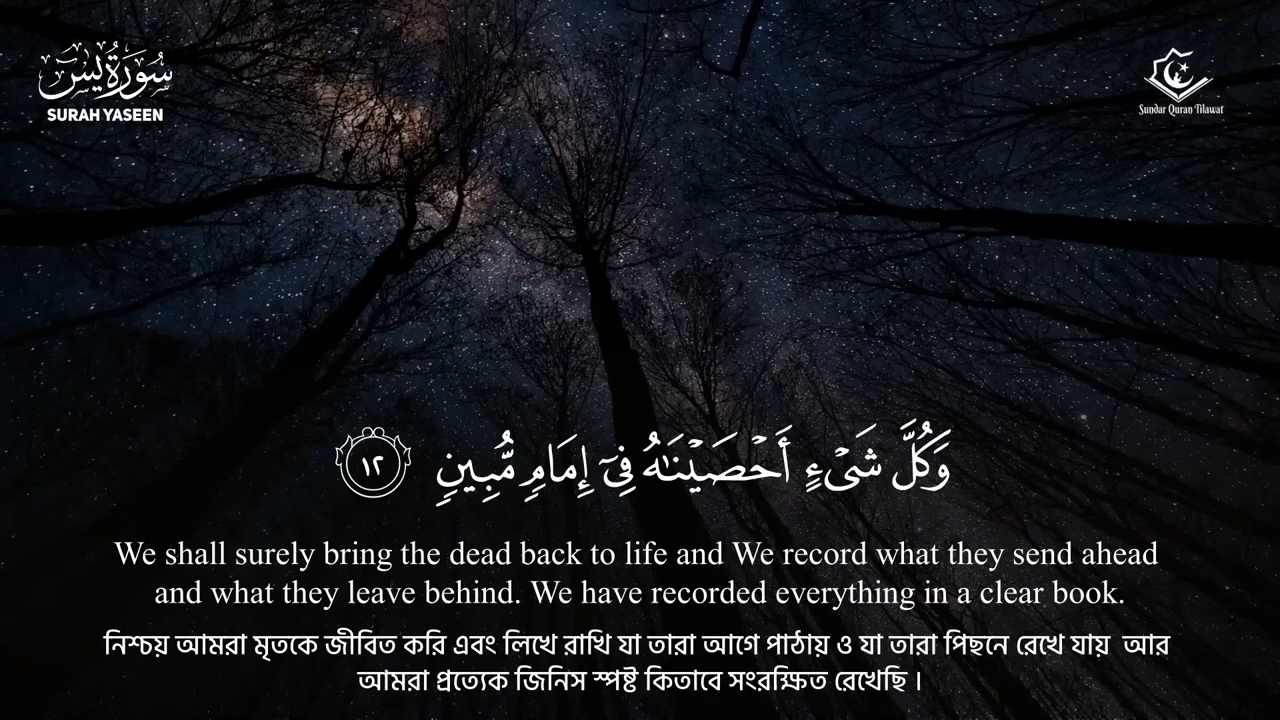 سُورَةُ يٰسٓ
SURAH YASEEN
Sundar Quran Tilawat
وَكُلَّ شَىْءٍ أَحْصَيْنَـٰهُ فِىٓ إِمَامٍ مُّبِينٍ ١٢
We shall surely bring the dead back to life and We record what they send ahead
and what they leave behind. We have recorded everything in a clear book.
নিশ্চয় আমরা মৃতকে জীবিত করি এবং লিখে রাখি যা তারা আগে পাঠায় ও যা তারা পিছনে রেখে যায় আর
আমরা প্রত্যেক জিনিস স্পষ্ট কিতাবে সংরক্ষিত রেখেছি ।